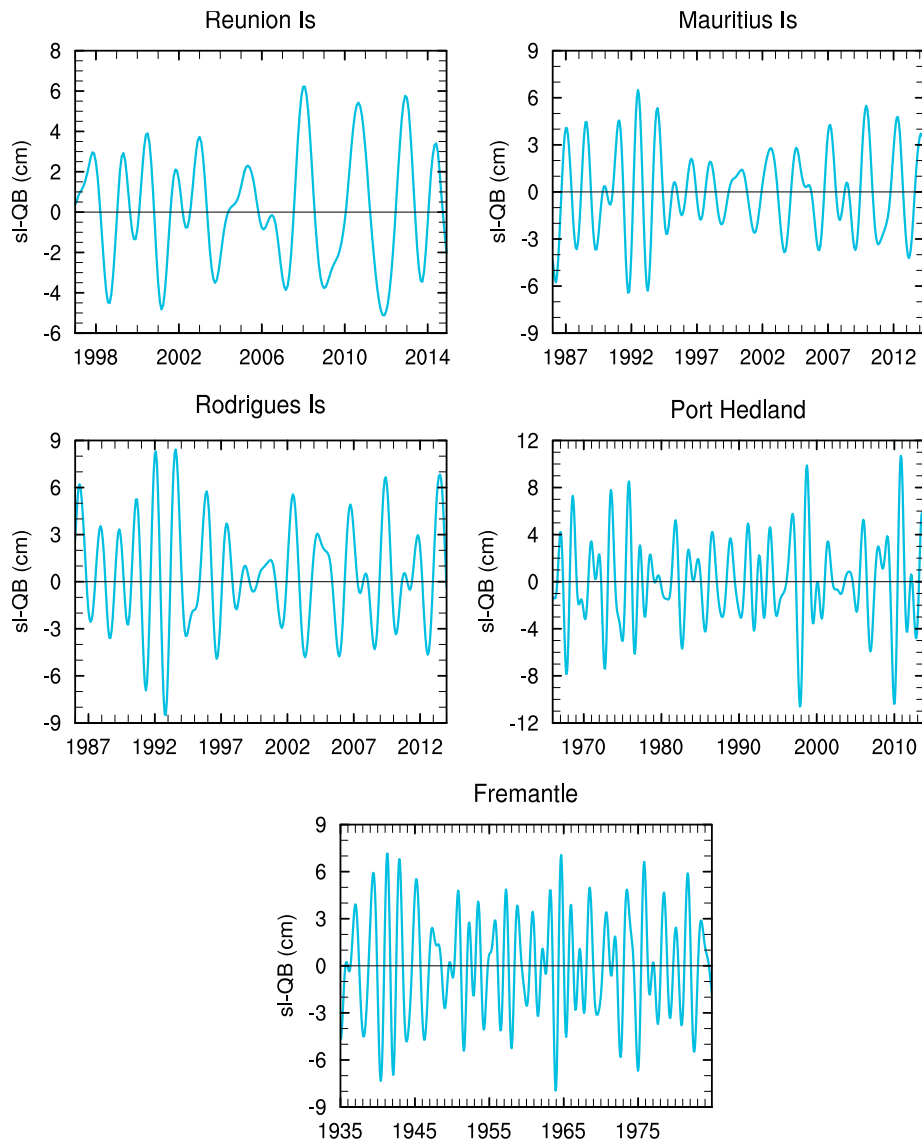 Reunion Is
sl-QB (cm)
8
6
4
2
0
-2
-4
-6
1998 2002 2006 2010 2014
Mauritius Is
sl-QB (cm)
9
6
3
0
-3
-6
-9
1987 1992 1997 2002 2007 2012
Rodrigues Is
sl-QB (cm)
9
6
3
0
-3
-6
-9
1987 1992 1997 2002 2007 2012
Port Hedland
sl-QB (cm)
12
8
4
0
-4
-8
-12
1970 1980 1990 2000 2010
Fremantle
sl-QB (cm)
9
6
3
0
-3
-6
-9
1935 1945 1955 1965 1975